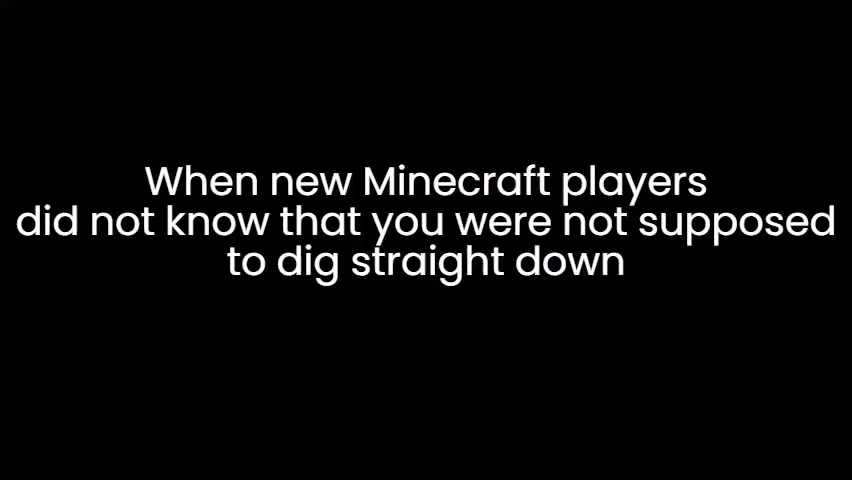 When new Minecraft players
did not know that you were not supposed
to dig straight down